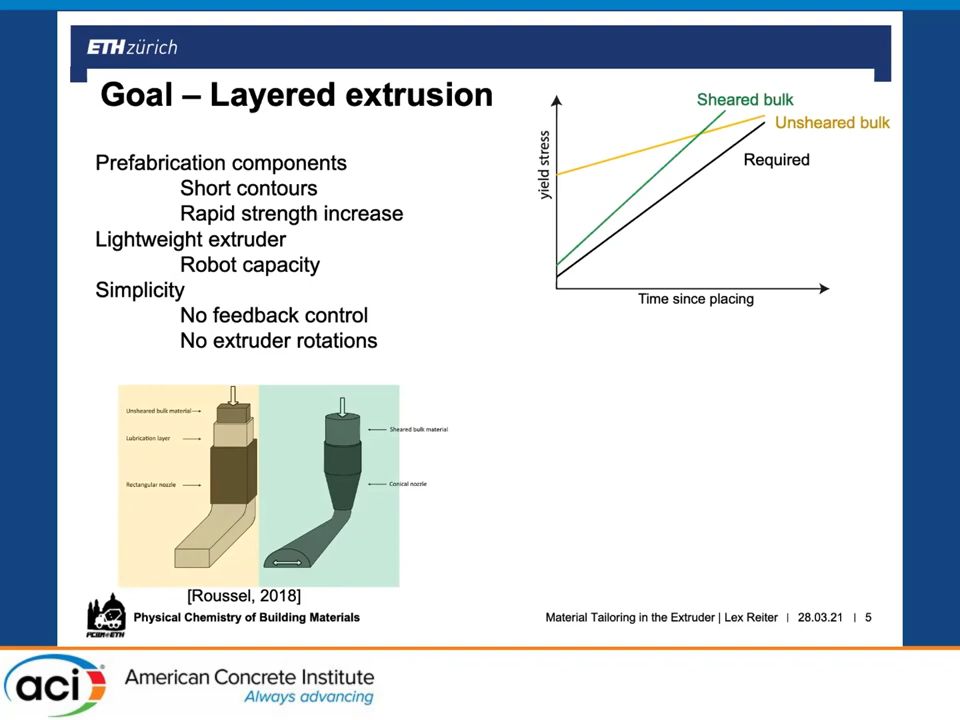 ETH zürich
Goal – Layered extrusion
Prefabrication components
Short contours
Rapid strength increase
Lightweight extruder
Robot capacity
Simplicity
No feedback control
No extruder rotations
yield stress
Sheared bulk
Unsheared bulk
Required
Time since placing
Unsheared bulk material
Lubrication layer
Rectangular nozzle
Sheared bulk material
Conical nozzle
[Roussel, 2018]
PCBM@ETH
Physical Chemistry of Building Materials
Material Tailoring in the Extruder | Lex Reiter | 28.03.21 | 5
aci
American Concrete Institute
Always advancing